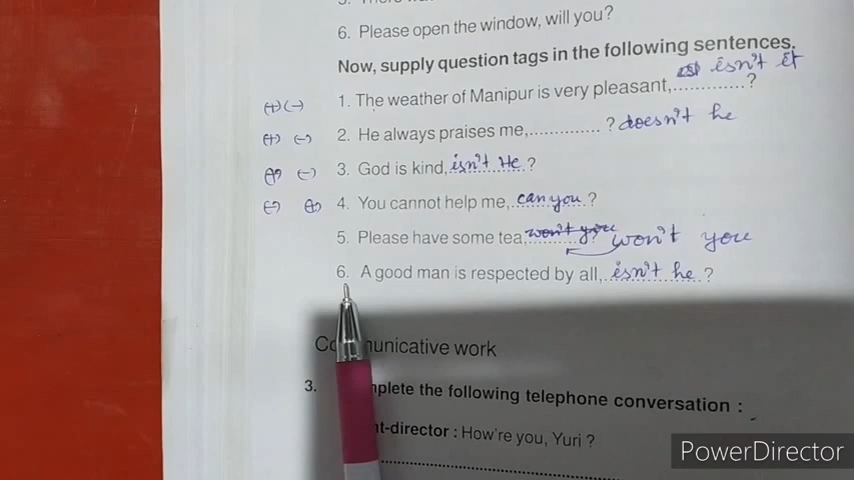 6. Please open the window, will you?
Now, supply question tags in the following sentences.
(+) (-) 1. The weather of Manipur is very pleasant,.............? isn't it
(+) (-) 2. He always praises me,..............? doesn't he
(+) (-) 3. God is kind, isn't He ?
(-) (+) 4. You cannot help me, can you ?
5. Please have some tea, won't you? won't you
6. A good man is respected by all, isn't he ?
municative work
3. plete the following telephone conversation :
t-director : How're you, Yuri ?
PowerDirector